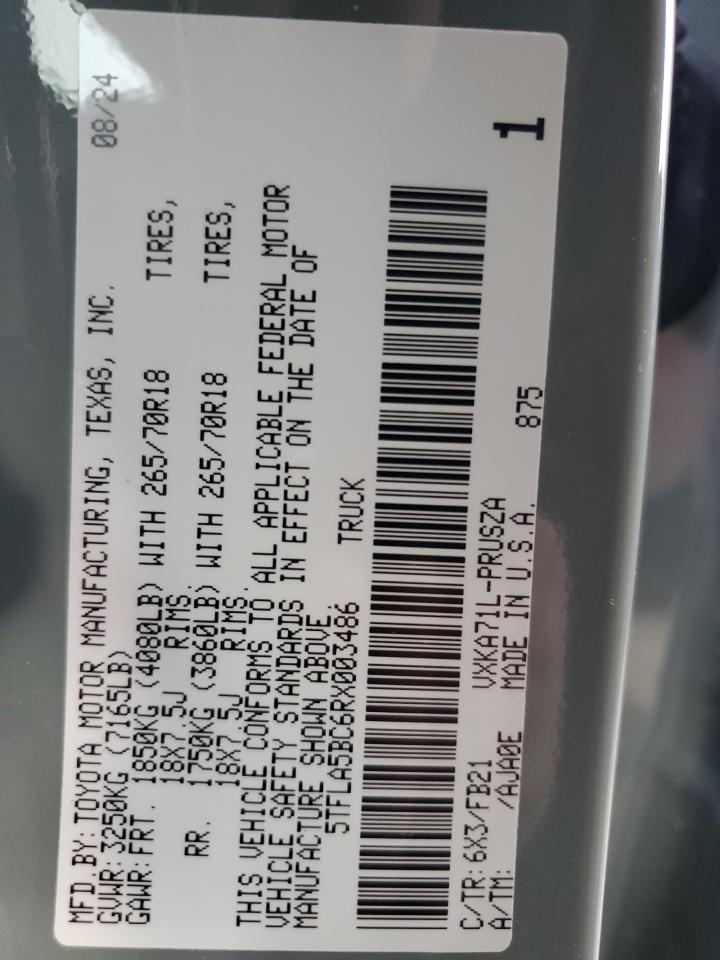 MFD. BY: TOYOTA MOTOR MANUFACTURING, TEXAS, INC. 08/24
GVWR: 3250KG (7165LB)
GAWR: FRT. 1850KG (4080LB) WITH 265/70R18 TIRES,
18X7.5J RIMS.
RR. 1750KG (3860LB) WITH 265/70R18 TIRES,
18X7.5J RIMS.
THIS VEHICLE CONFORMS TO ALL APPLICABLE FEDERAL MOTOR
VEHICLE SAFETY STANDARDS IN EFFECT ON THE DATE OF
MANUFACTURE SHOWN ABOVE.
5TFLA5BC6RX003486 TRUCK
C/TR: 6X3/FB21 VXKA71L-PRUSZA
A/TM: /AJA0E MADE IN U.S.A. 875
1